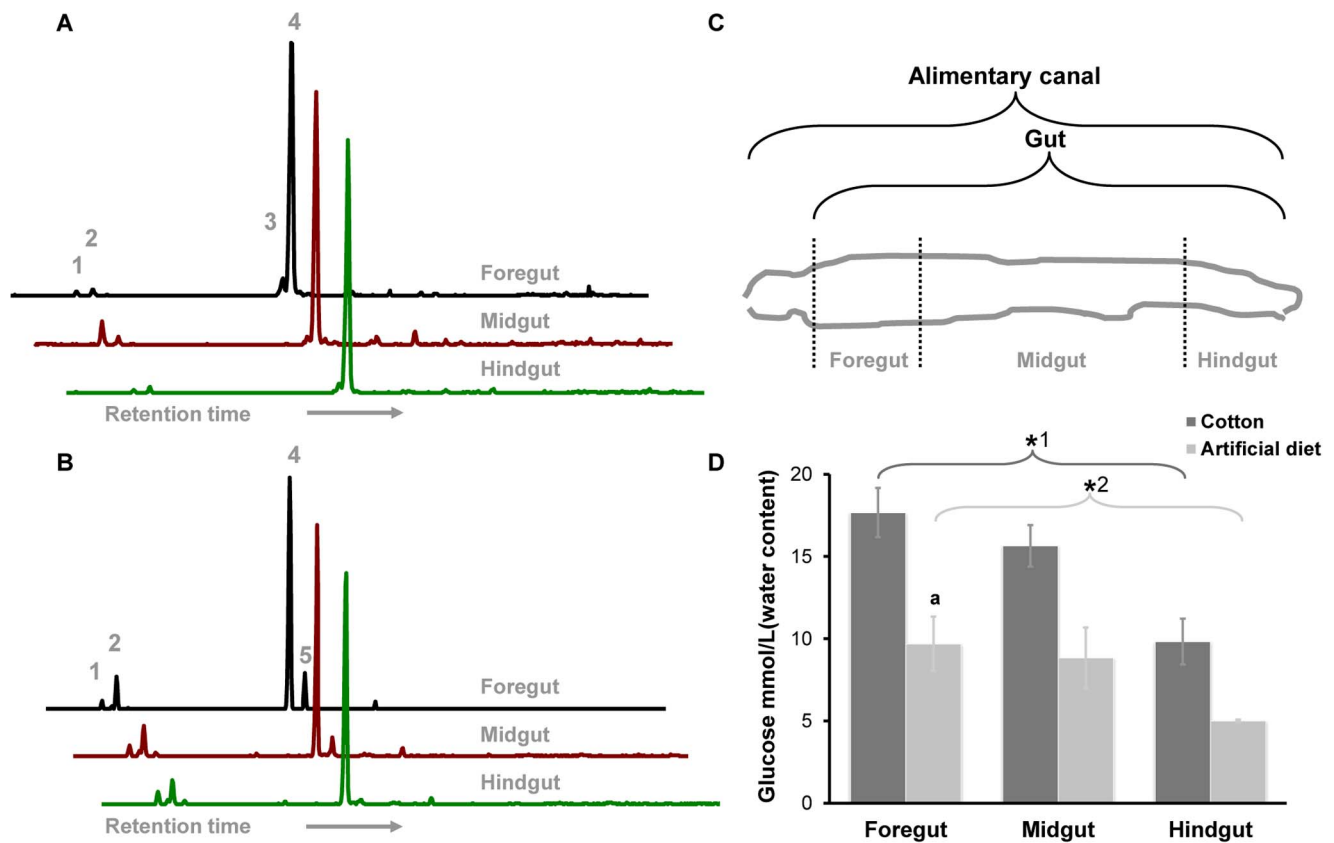 A
4
3
2
1
Foregut
Midgut
Hindgut
Retention time
B
4
2
1
5
Foregut
Midgut
Hindgut
Retention time
C
Alimentary canal
Gut
Foregut Midgut Hindgut
D
Cotton
Artificial diet
*1
*2
a
Glucose mmol/L(water content)
20
15
10
5
0
Foregut Midgut Hindgut